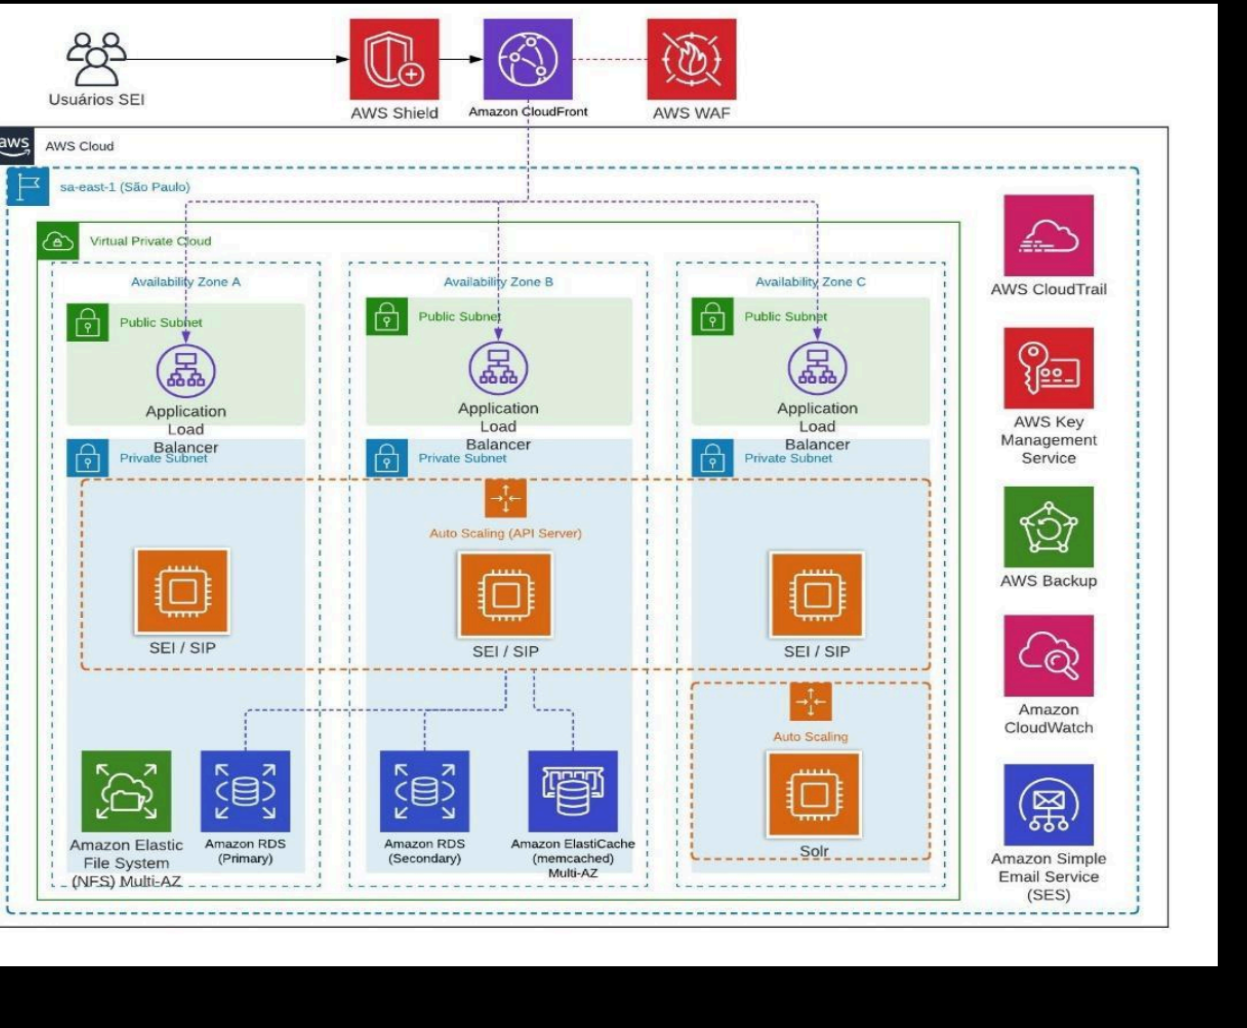 Usuários SEI
AWS Shield
Amazon CloudFront
AWS WAF
aws
AWS Cloud
sa-east-1 (São Paulo)
Virtual Private Cloud
Availability Zone A
Availability Zone B
Availability Zone C
Public Subnet
Public Subnet
Public Subnet
Application
Load
Balancer
Application
Load
Balancer
Application
Load
Balancer
Private Subnet
Private Subnet
Private Subnet
Auto Scaling (API Server)
SEI / SIP
SEI / SIP
SEI / SIP
Auto Scaling
Solr
Amazon Elastic
File System
(NFS) Multi-AZ
Amazon RDS
(Primary)
Amazon RDS
(Secondary)
Amazon ElastiCache
(memcached)
Multi-AZ
AWS CloudTrail
AWS Key
Management
Service
AWS Backup
Amazon
CloudWatch
Amazon Simple
Email Service
(SES)